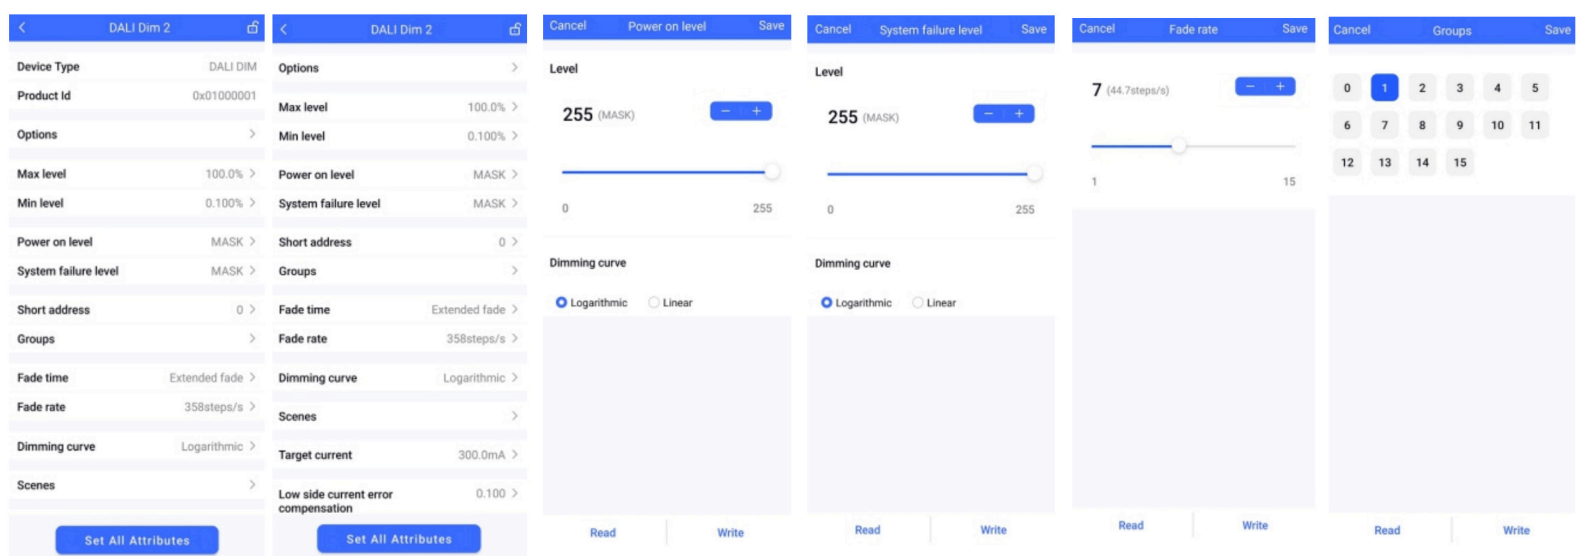 DALI Dim 2
Device Type DALI DIM
Product Id 0x01000001
Options
Max level 100.0%
Min level 0.100%
Power on level MASK
System failure level MASK
Short address 0
Groups
Fade time Extended fade
Fade rate 358steps/s
Dimming curve Logarithmic
Scenes
Set All Attributes
DALI Dim 2
Options
Max level 100.0%
Min level 0.100%
Power on level MASK
System failure level MASK
Short address 0
Groups
Fade time Extended fade
Fade rate 358steps/s
Dimming curve Logarithmic
Scenes
Target current 300.0mA
Low side current error 0.100
compensation
Set All Attributes
Cancel Power on level Save
Level
255 (MASK) − +
0 255
Dimming curve
Logarithmic Linear
Read Write
Cancel System failure level Save
Level
255 (MASK) − +
0 255
Dimming curve
Logarithmic Linear
Read Write
Cancel Fade rate Save
7 (44.7steps/s) − +
1 15
Read Write
Cancel Groups Save
0 1 2 3 4 5
6 7 8 9 10 11
12 13 14 15
Read Write